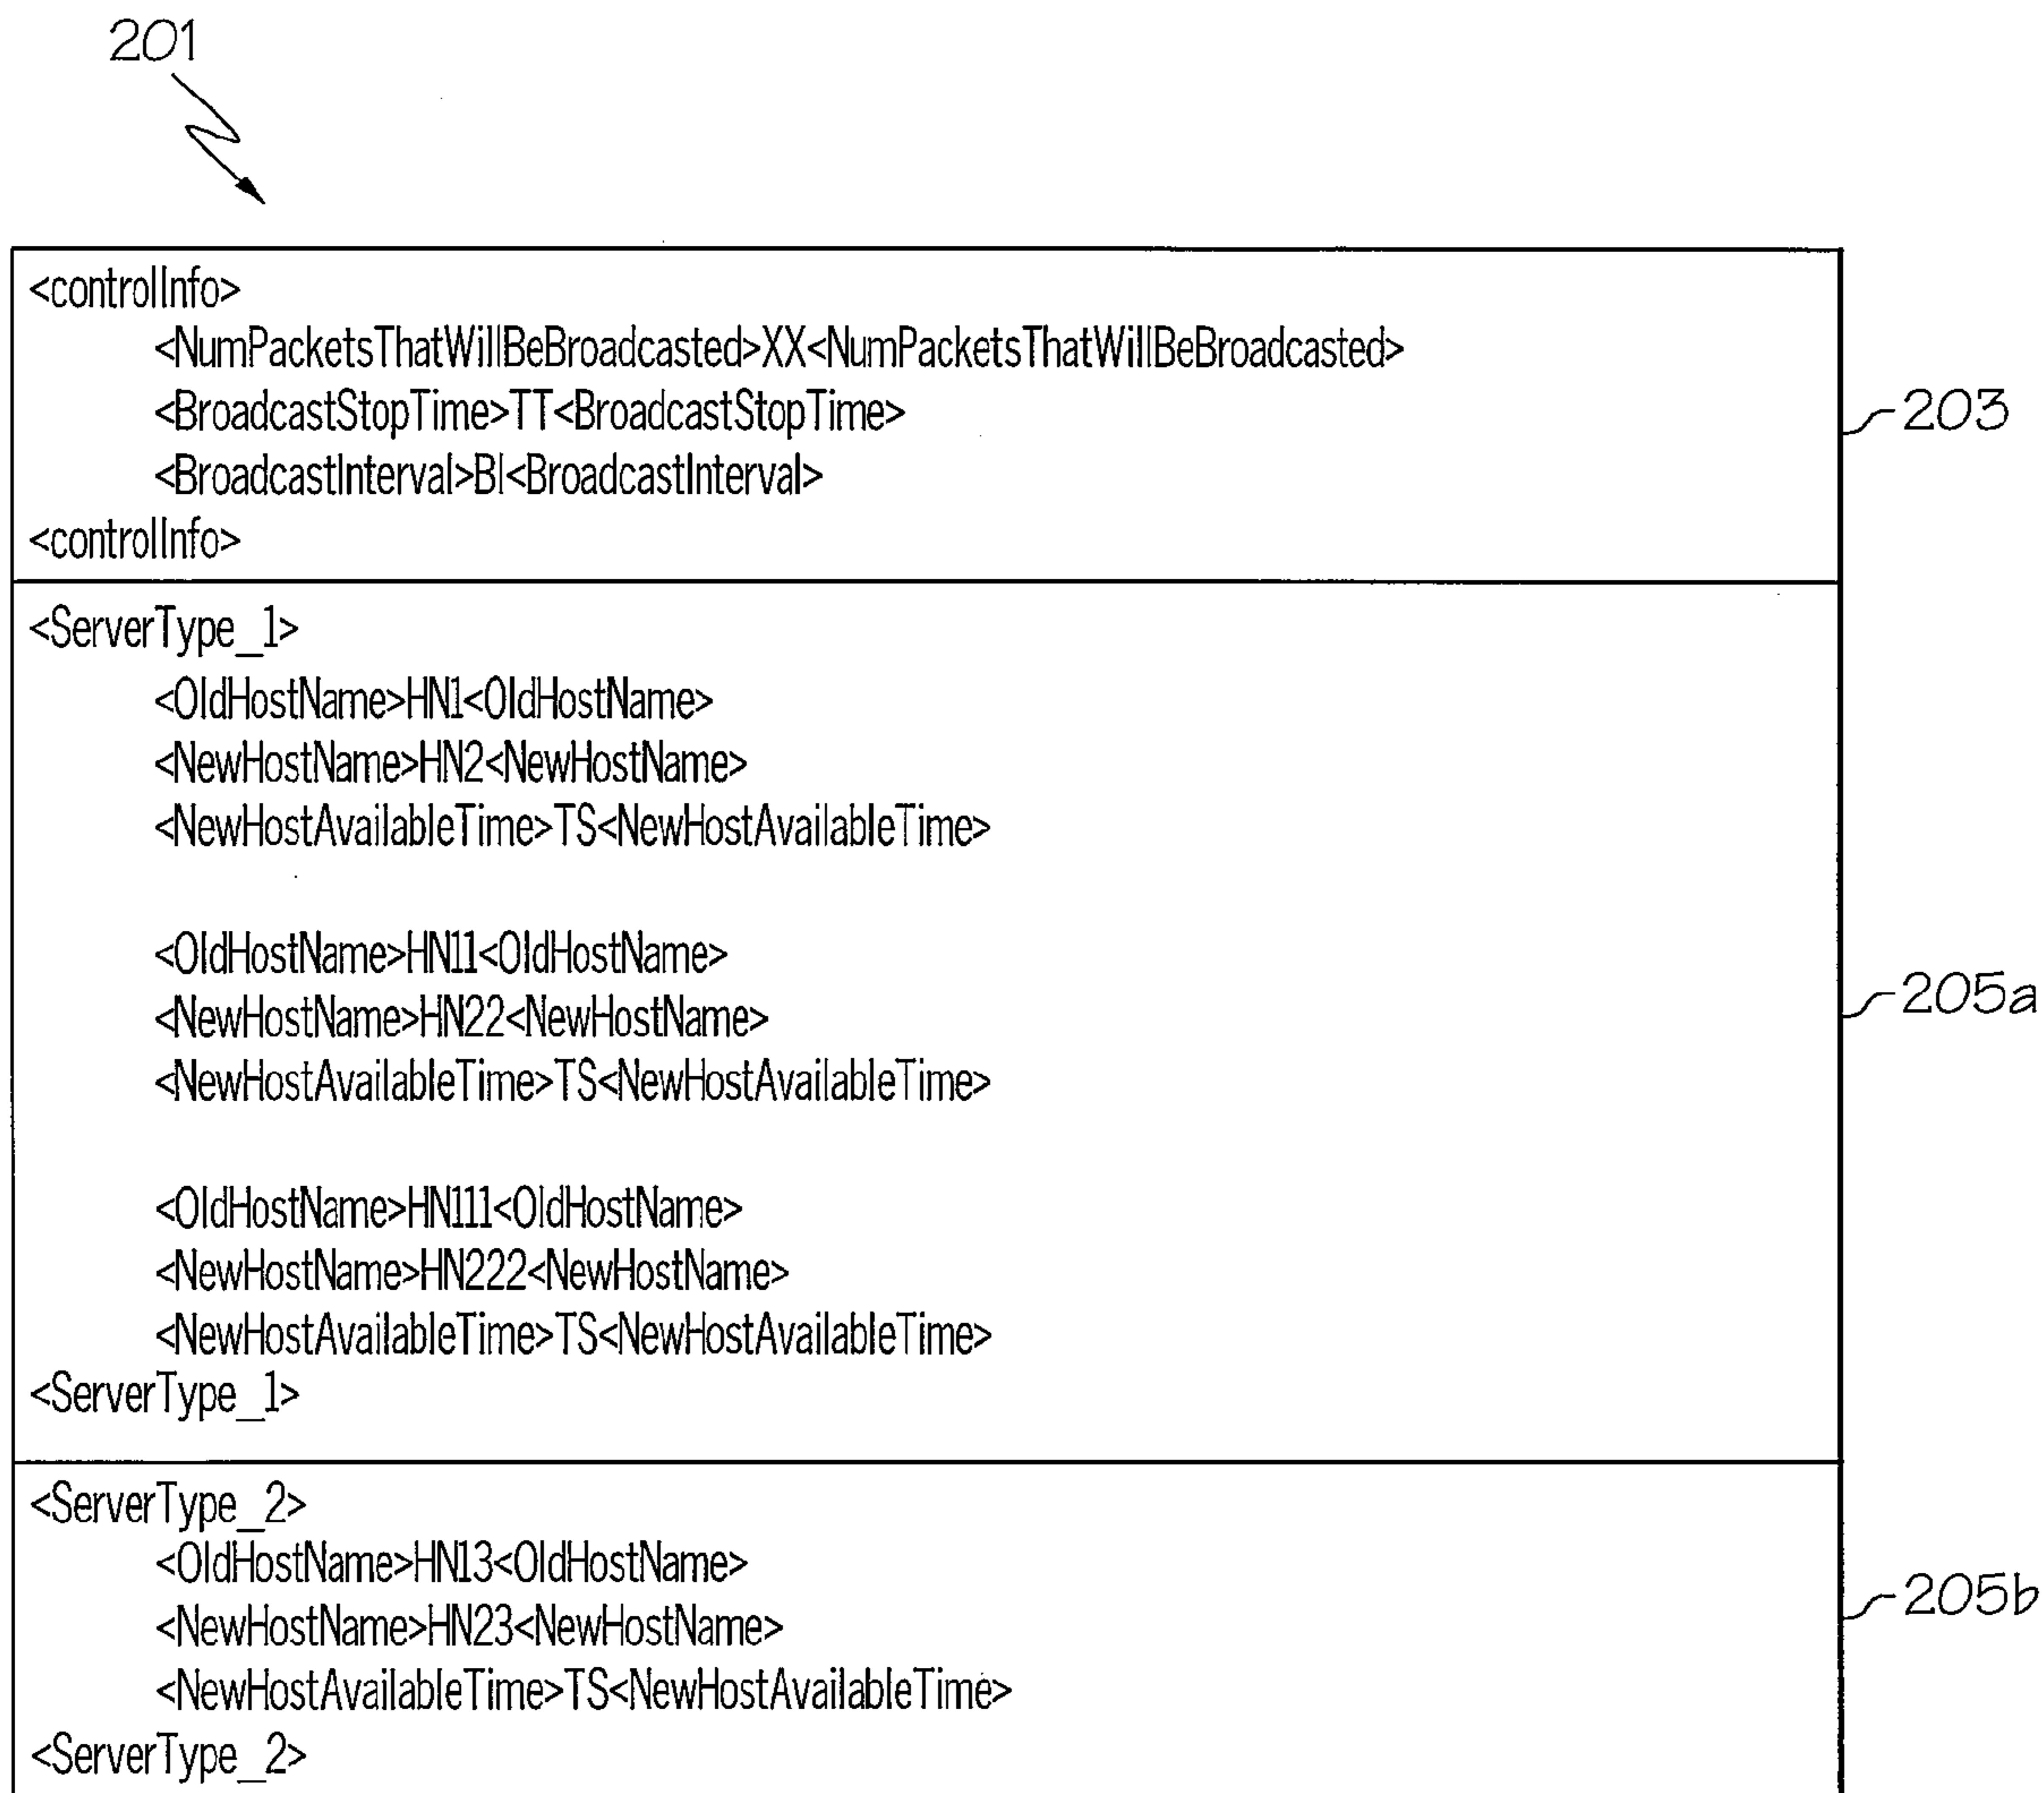 201
<controlInfo>
<NumPacketsThatWillBeBroadcasted>XX<NumPacketsThatWillBeBroadcasted>
<BroadcastStopTime>TT<BroadcastStopTime>
<BroadcastInterval>BI<BroadcastInterval>
<controlInfo>
203
<ServerType_1>
<OldHostName>HN1<OldHostName>
<NewHostName>HN2<NewHostName>
<NewHostAvailableTime>TS<NewHostAvailableTime>
<OldHostName>HN11<OldHostName>
<NewHostName>HN22<NewHostName>
<NewHostAvailableTime>TS<NewHostAvailableTime>
<OldHostName>HN111<OldHostName>
<NewHostName>HN222<NewHostName>
<NewHostAvailableTime>TS<NewHostAvailableTime>
<ServerType_1>
205a
<ServerType_2>
<OldHostName>HN13<OldHostName>
<NewHostName>HN23<NewHostName>
<NewHostAvailableTime>TS<NewHostAvailableTime>
<ServerType_2>
205b